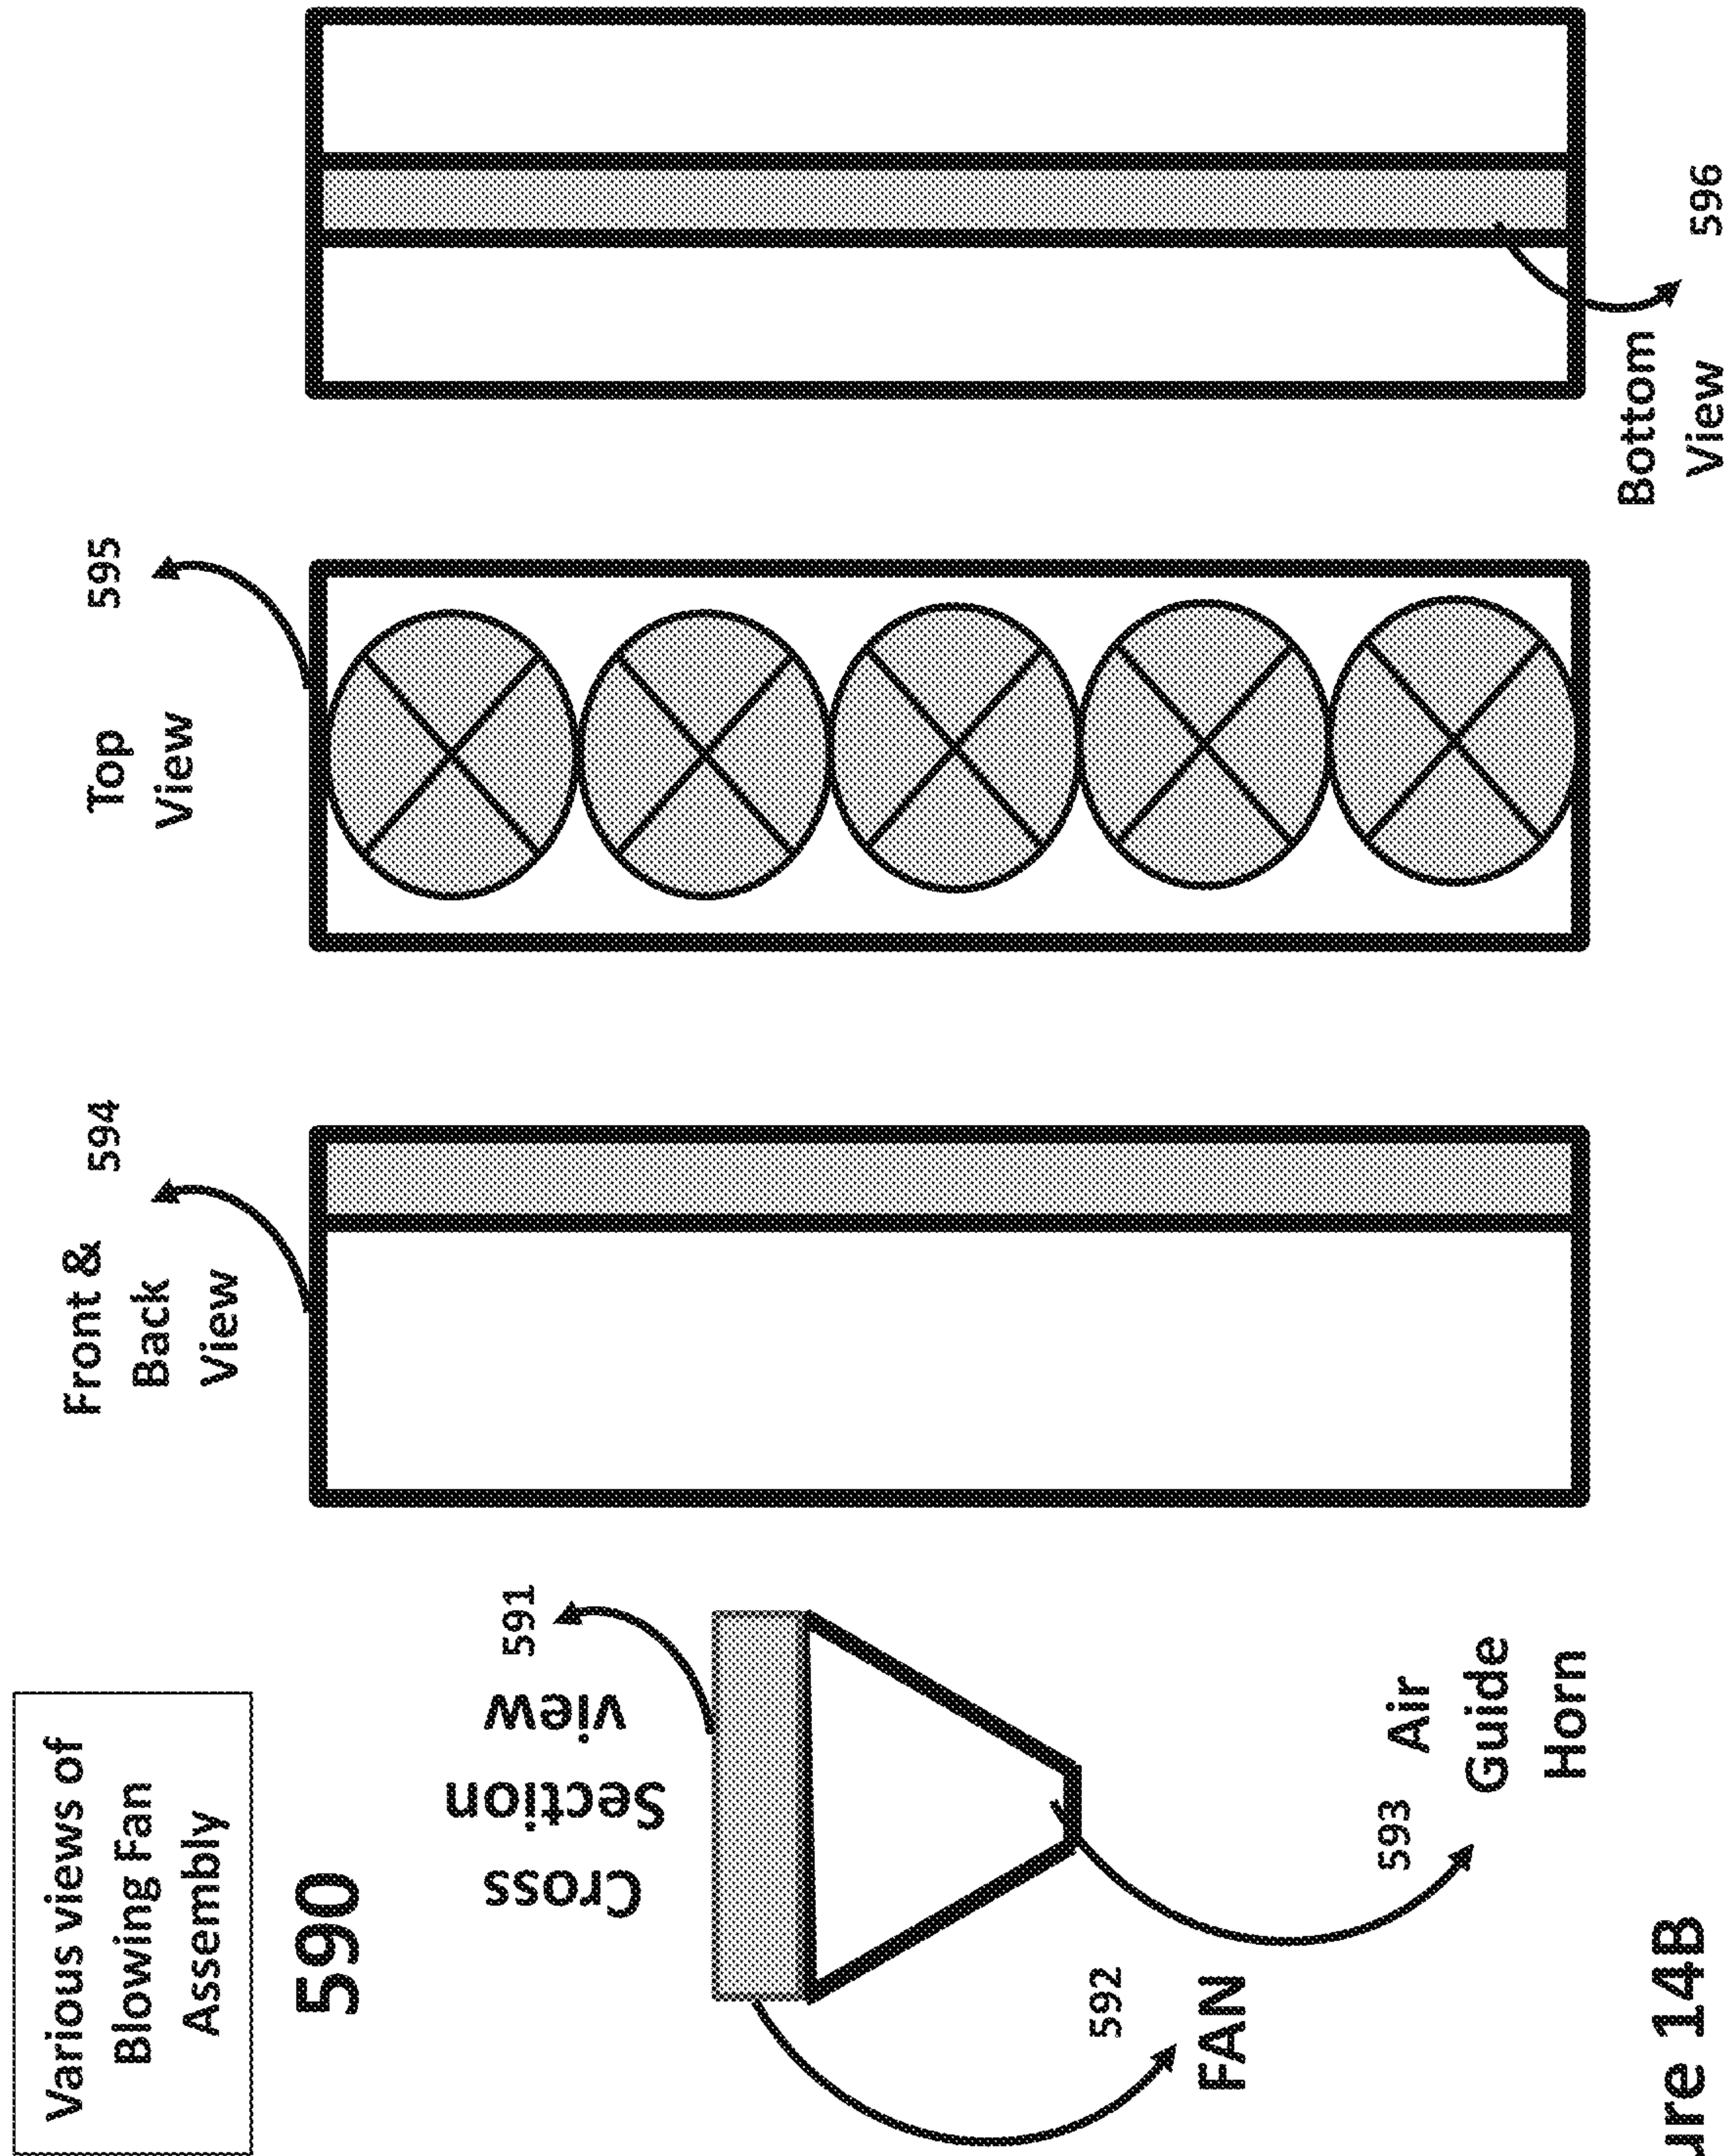 Various views of
Blowing Fan
Assembly
590
Cross
Section
view
591
592
FAN
593
Air
Guide
Horn
Front &
Back
View
594
Top
View
595
Bottom
View
596
ure 14B